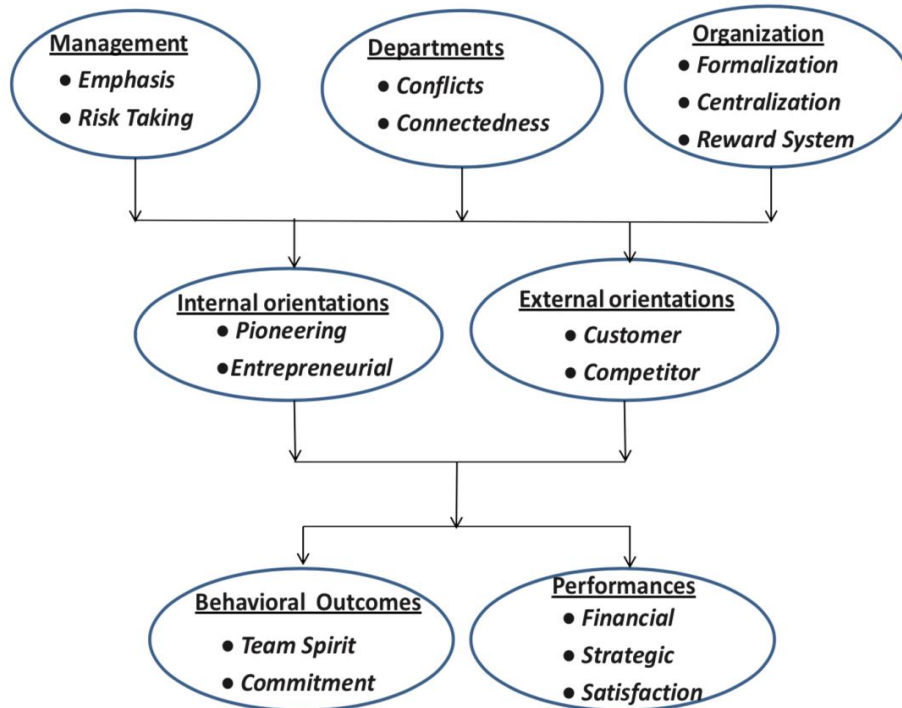 Management
● Emphasis
● Risk Taking
Departments
● Conflicts
● Connectedness
Organization
● Formalization
● Centralization
● Reward System
Internal orientations
● Pioneering
●Entrepreneurial
External orientations
● Customer
● Competitor
Behavioral Outcomes
● Team Spirit
● Commitment
Performances
● Financial
● Strategic
● Satisfaction